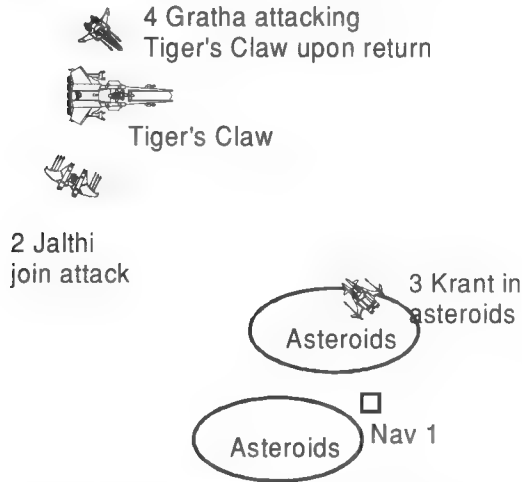 4 Gratha attacking
Tiger's Claw upon return
Tiger's Claw
2 Jalthi
join attack
3 Krant in
asteroids
Asteroids
Nav 1
Asteroids